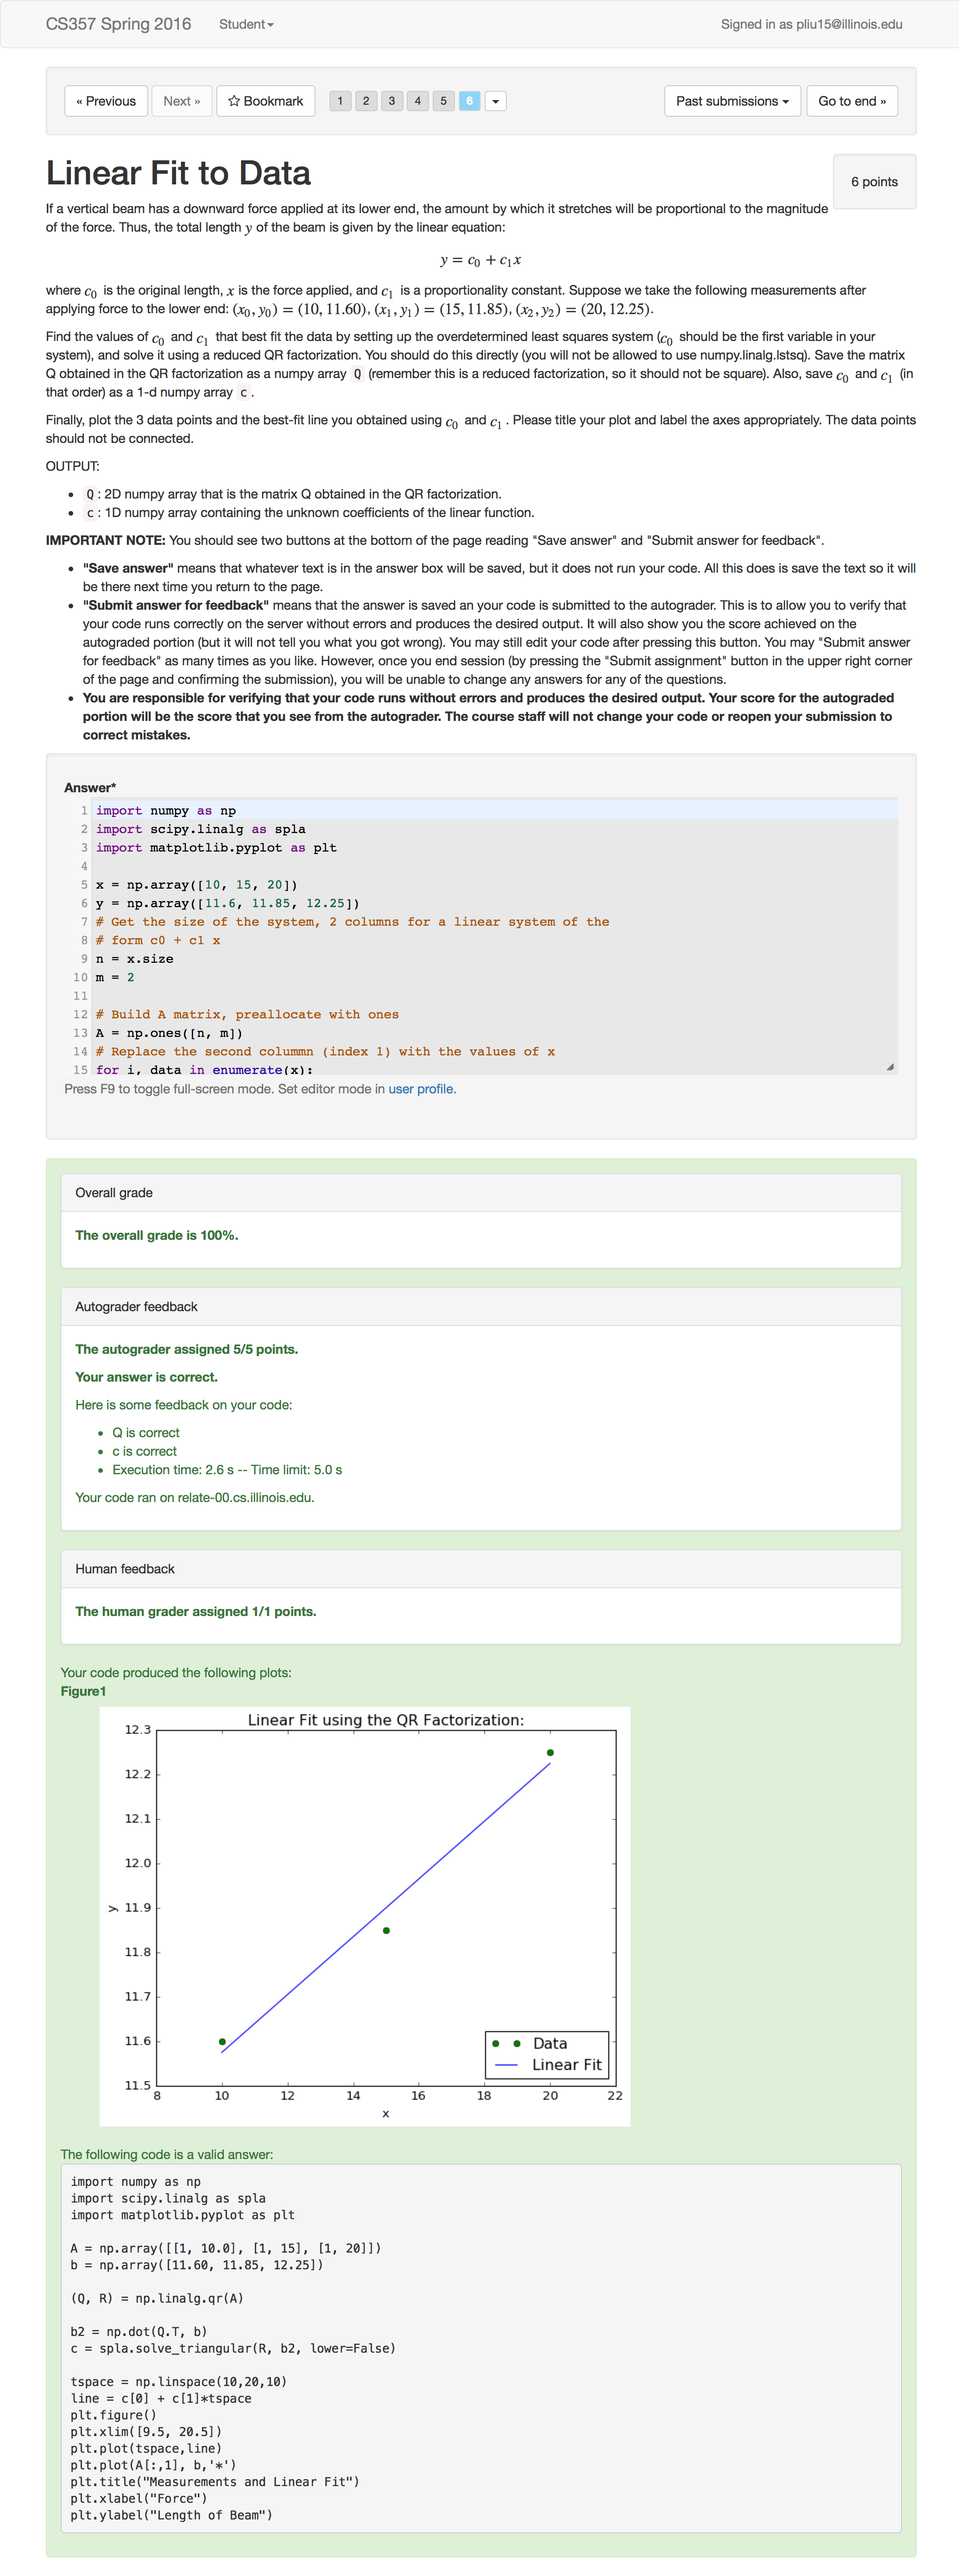 CS357 Spring 2016 Student Signed in as pliu15@illinois.edu
« Previous Next » Bookmark 1 2 3 4 5 6 Past submissions Go to end »
Linear Fit to Data
6 points
If a vertical beam has a downward force applied at its lower end, the amount by which it stretches will be proportional to the magnitude
of the force. Thus, the total length y of the beam is given by the linear equation:
y = c₀ + c₁x
where c₀ is the original length, x is the force applied, and c₁ is a proportionality constant. Suppose we take the following measurements after
applying force to the lower end: (x₀, y₀) = (10, 11.60), (x₁, y₁) = (15, 11.85), (x₂, y₂) = (20, 12.25).
Find the values of c₀ and c₁ that best fit the data by setting up the overdetermined least squares system (c₀ should be the first variable in your
system), and solve it using a reduced QR factorization. You should do this directly (you will not be allowed to use numpy.linalg.lstsq). Save the matrix
Q obtained in the QR factorization as a numpy array Q (remember this is a reduced factorization, so it should not be square). Also, save c₀ and c₁ (in
that order) as a 1-d numpy array c .
Finally, plot the 3 data points and the best-fit line you obtained using c₀ and c₁ . Please title your plot and label the axes appropriately. The data points
should not be connected.
OUTPUT:
• Q : 2D numpy array that is the matrix Q obtained in the QR factorization.
• c : 1D numpy array containing the unknown coefficients of the linear function.
IMPORTANT NOTE: You should see two buttons at the bottom of the page reading "Save answer" and "Submit answer for feedback".
• "Save answer" means that whatever text is in the answer box will be saved, but it does not run your code. All this does is save the text so it will
be there next time you return to the page.
• "Submit answer for feedback" means that the answer is saved an your code is submitted to the autograder. This is to allow you to verify that
your code runs correctly on the server without errors and produces the desired output. It will also show you the score achieved on the
autograded portion (but it will not tell you what you got wrong). You may still edit your code after pressing this button. You may "Submit answer
for feedback" as many times as you like. However, once you end session (by pressing the "Submit assignment" button in the upper right corner
of the page and confirming the submission), you will be unable to change any answers for any of the questions.
• You are responsible for verifying that your code runs without errors and produces the desired output. Your score for the autograded
portion will be the score that you see from the autograder. The course staff will not change your code or reopen your submission to
correct mistakes.
Answer*
1 import numpy as np
2 import scipy.linalg as spla
3 import matplotlib.pyplot as plt
4
5 x = np.array([10, 15, 20])
6 y = np.array([11.6, 11.85, 12.25])
7 # Get the size of the system, 2 columns for a linear system of the
8 # form c0 + c1 x
9 n = x.size
10 m = 2
11
12 # Build A matrix, preallocate with ones
13 A = np.ones([n, m])
14 # Replace the second colummn (index 1) with the values of x
15 for i, data in enumerate(x):
Press F9 to toggle full-screen mode. Set editor mode in user profile.
Overall grade
The overall grade is 100%.
Autograder feedback
The autograder assigned 5/5 points.
Your answer is correct.
Here is some feedback on your code:
• Q is correct
• c is correct
• Execution time: 2.6 s -- Time limit: 5.0 s
Your code ran on relate-00.cs.illinois.edu.
Human feedback
The human grader assigned 1/1 points.
Your code produced the following plots:
Figure1
Linear Fit using the QR Factorization:
12.3
12.2
12.1
12.0
y 11.9
11.8
11.7
11.6
Data
Linear Fit
11.5
8 10 12 14 16 18 20 22
x
The following code is a valid answer:
import numpy as np
import scipy.linalg as spla
import matplotlib.pyplot as plt
A = np.array([[1, 10.0], [1, 15], [1, 20]])
b = np.array([11.60, 11.85, 12.25])
(Q, R) = np.linalg.qr(A)
b2 = np.dot(Q.T, b)
c = spla.solve_triangular(R, b2, lower=False)
tspace = np.linspace(10,20,10)
line = c[0] + c[1]*tspace
plt.figure()
plt.xlim([9.5, 20.5])
plt.plot(tspace,line)
plt.plot(A[:,1], b,'*')
plt.title("Measurements and Linear Fit")
plt.xlabel("Force")
plt.ylabel("Length of Beam")